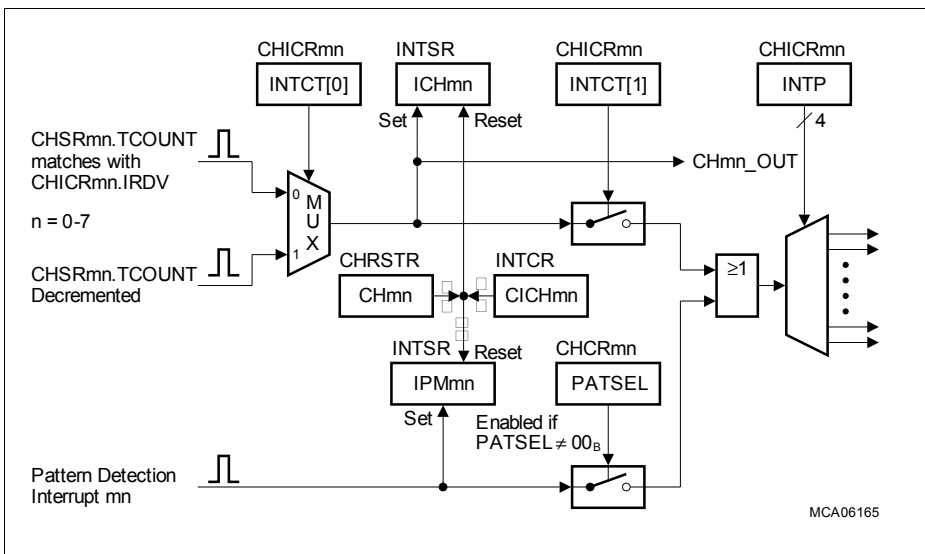 CHICRmn
INTCT[0]
INTSR
ICHmn
CHICRmn
INTCT[1]
CHICRmn
INTP
Set
Reset
4
CHSRmn.TCOUNT
matches with
CHICRmn.IRDV
n = 0-7
CHSRmn.TCOUNT
Decremented
0
M
U
X
1
CHmn_OUT
CHRSTR
CHmn
INTCR
CICHmn
≥1
INTSR
Reset
IPMmn
Set
CHCRmn
PATSEL
Enabled if
PATSEL ≠ 00B
Pattern Detection
Interrupt mn
MCA06165